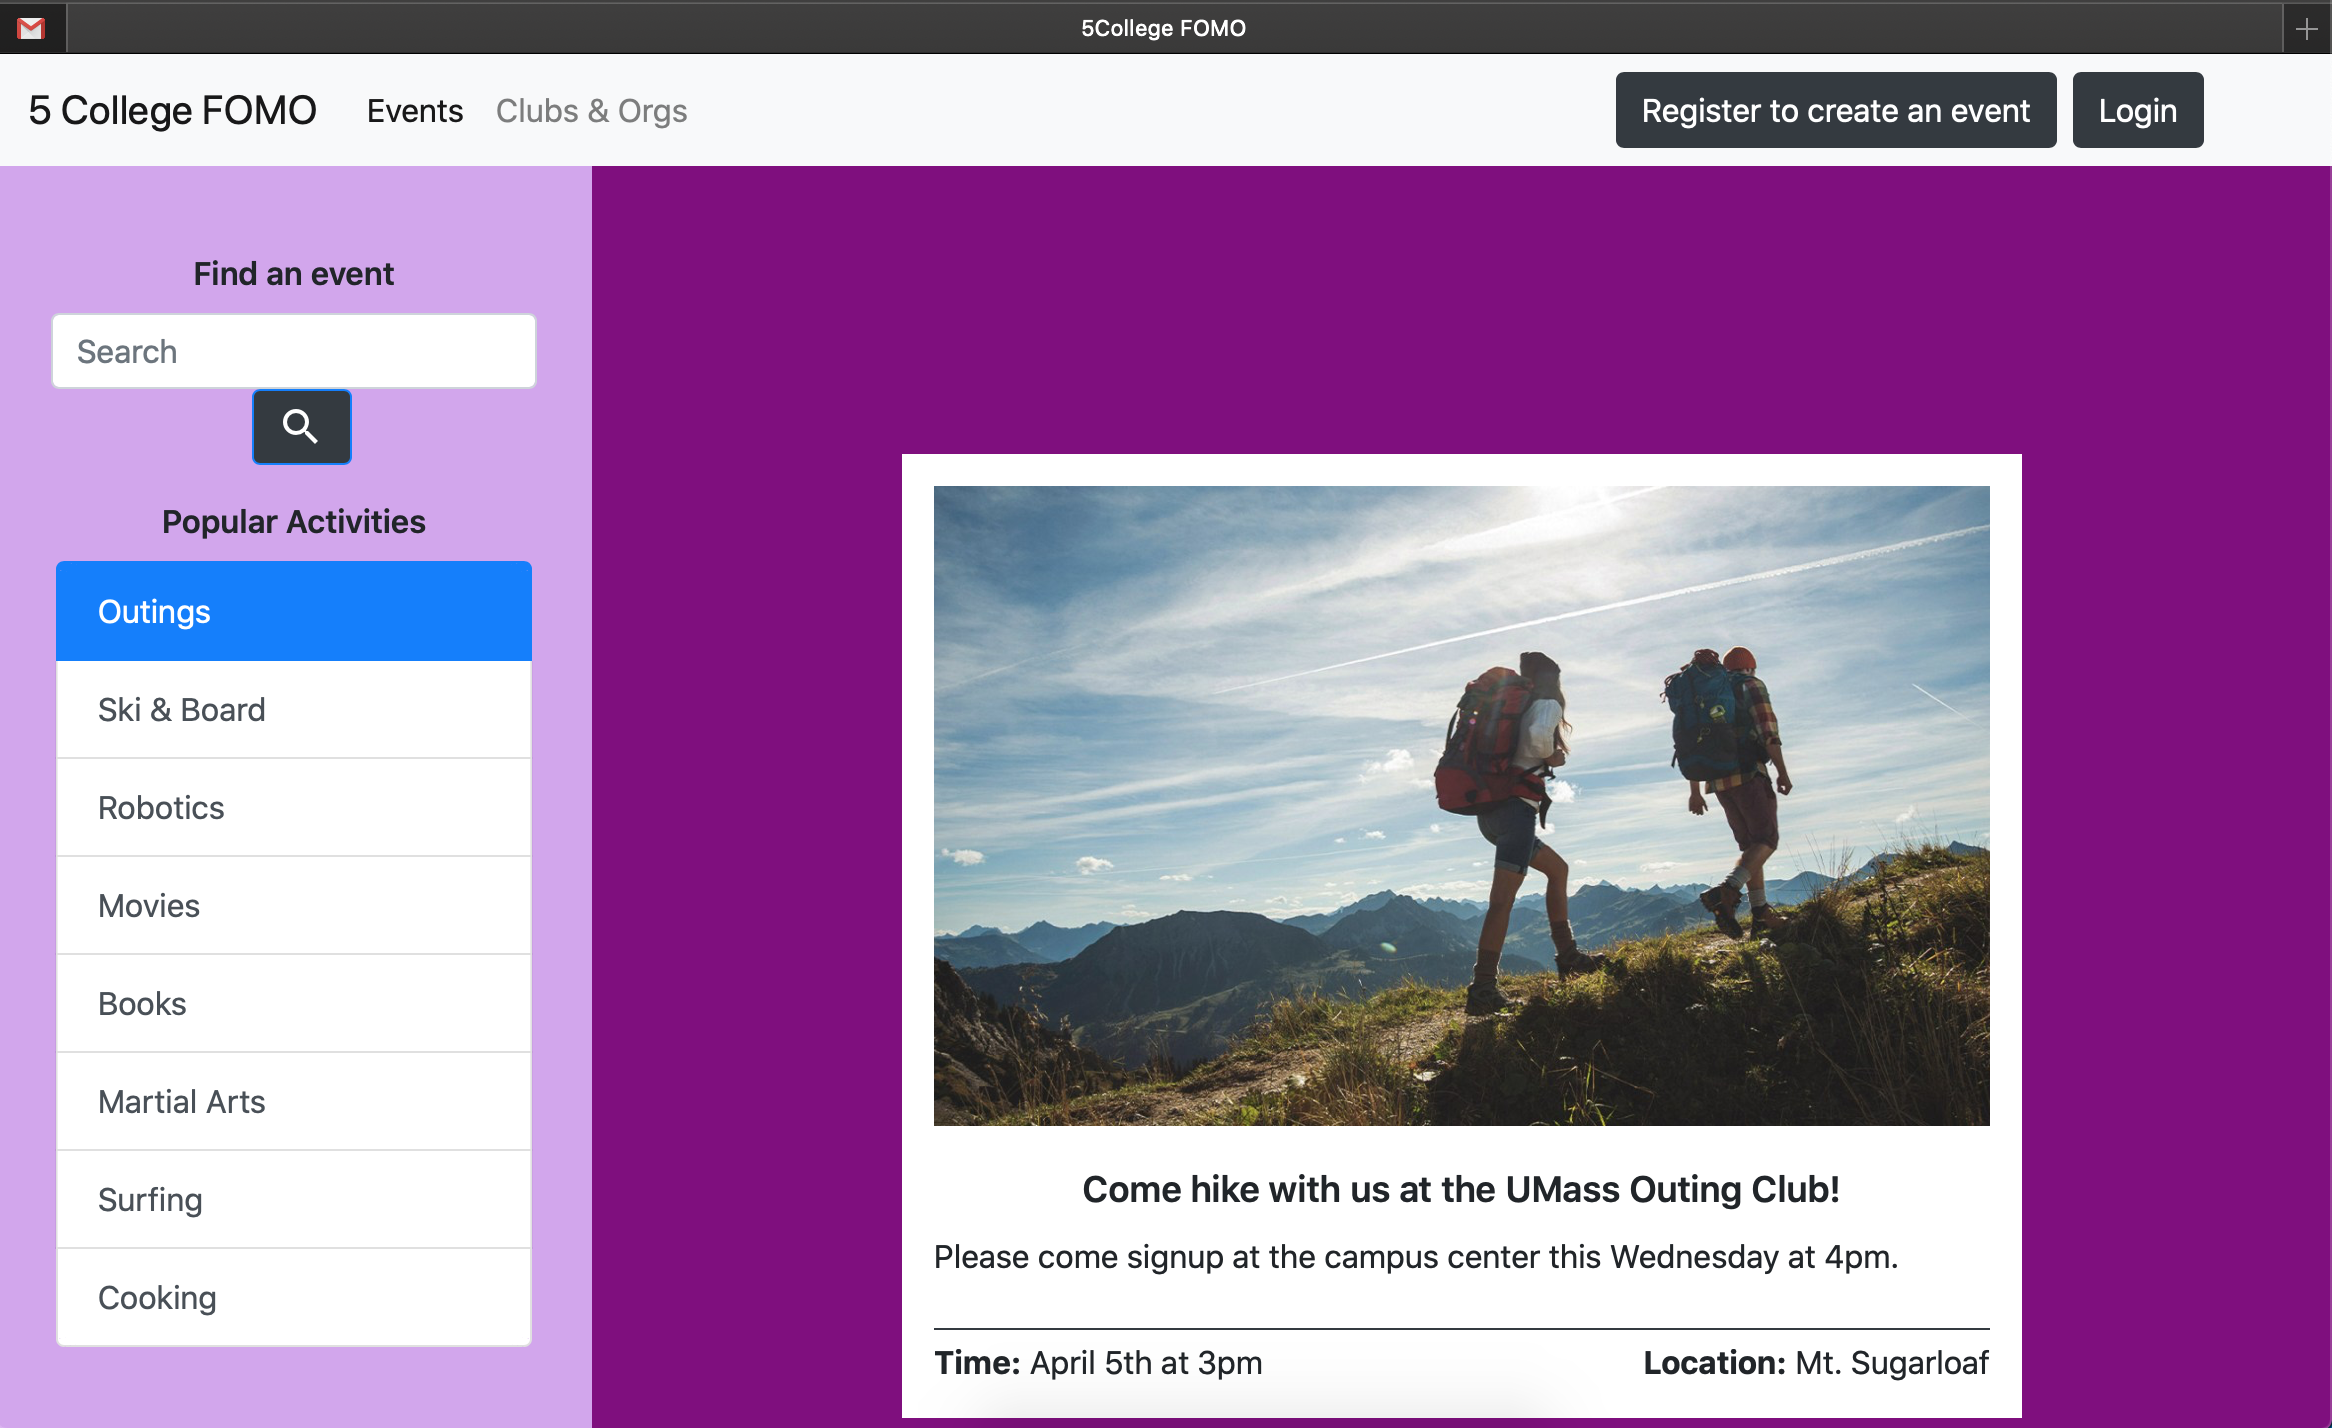 5College FOMO
5 College FOMO Events Clubs & Orgs Register to create an event Login
Find an event
Search
Popular Activities
Outings
Ski & Board
Robotics
Movies
Books
Martial Arts
Surfing
Cooking
Come hike with us at the UMass Outing Club!
Please come signup at the campus center this Wednesday at 4pm.
Time: April 5th at 3pm Location: Mt. Sugarloaf